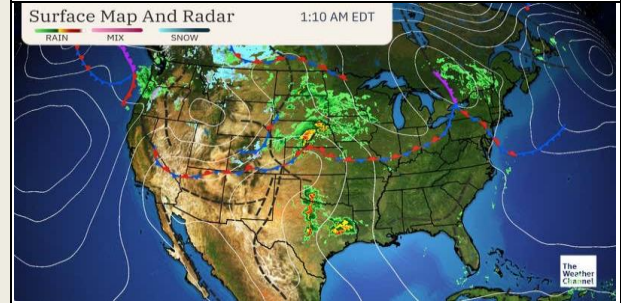 Surface Map And Radar
1:10 AM EDT
RAIN
MIX
SNOW
The
Weather
Channel